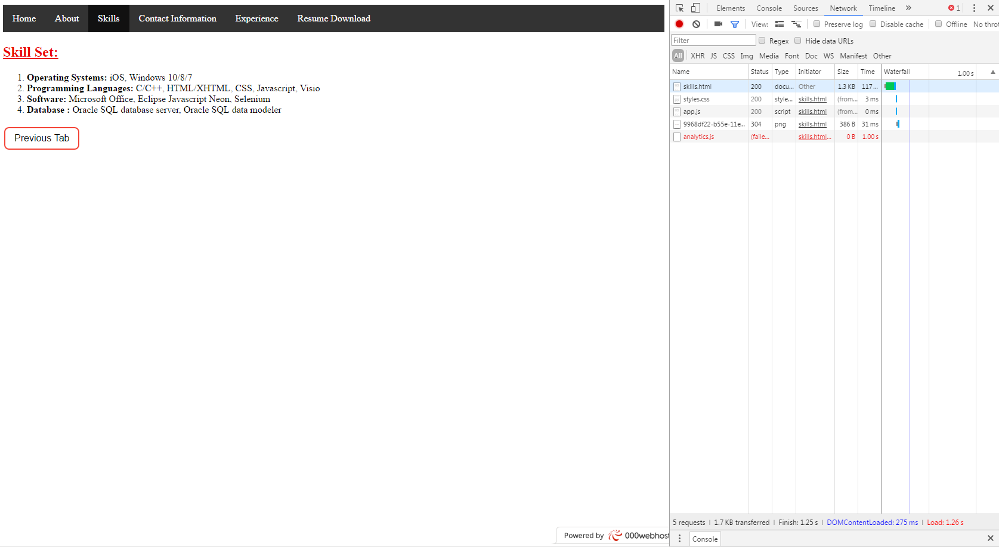 Home About Skills Contact Information Experience Resume Download
Skill Set:
1. Operating Systems: iOS, Windows 10/8/7
2. Programming Languages: C/C++, HTML/XHTML, CSS, Javascript, Visio
3. Software: Microsoft Office, Eclipse Javascript Neon, Selenium
4. Database : Oracle SQL database server, Oracle SQL data modeler
Previous Tab
Powered by 000webhost
Elements Console Sources Network Timeline » 1
View: Preserve log Disable cache Offline No throt
Filter Regex Hide data URLs
All XHR JS CSS Img Media Font Doc WS Manifest Other
Name Status Type Initiator Size Time Waterfall 1.00 s
skills.html 200 docu... Other 1.3 KB 117...
styles.css 200 style... skills.html (from... 3 ms
app.js 200 script skills.html (from... 0 ms
9968df22-b55e-11e... 304 png skills.html 386 B 31 ms
analytics.js (faile... skills.html... 0 B 1.00 s
5 requests | 1.7 KB transferred | Finish: 1.25 s | DOMContentLoaded: 275 ms | Load: 1.26 s
Console